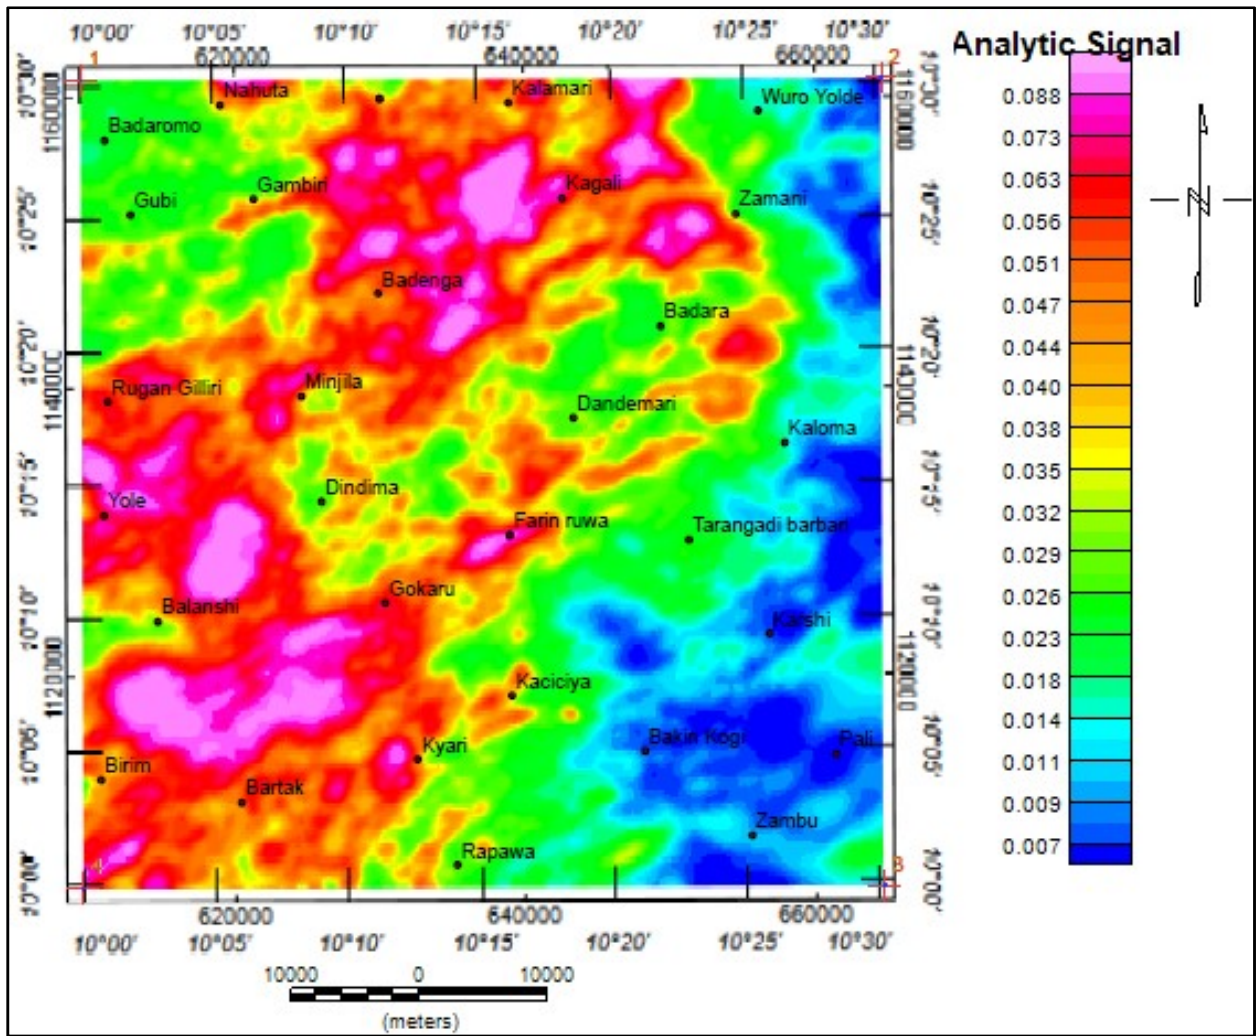 10°00' 10°05' 10°10' 10°15' 10°20' 10°25' 10°30'
620000 640000 660000
1 2
Analytic Signal
10°30' 10°25' 10°20' 10°15' 10°10' 10°05' 10°00'
1160000 1140000 1120000
Nahuta
Kalamari
Wuro Yolde
Badaromo
Gambiri
Kagali
Gubi
Zamani
Badenga
Badara
Rugan Gilliri
Minjila
Dandemari
Kaloma
Dindima
Yole
Farin ruwa
Tarangadi barbari
Gokaru
Balanshi
Karshi
Kaciciya
Kyari
Bakin Kogi
Pali
Birim
Bartak
Zambu
Rapawa
4 3
10°30' 10°25' 10°20' 10°15' 10°10' 10°05' 10°00'
1160000 1140000 1120000
0.088
0.073
0.063
0.056
0.051
0.047
0.044
0.040
0.038
0.035
0.032
0.029
0.026
0.023
0.018
0.014
0.011
0.009
0.007
N
620000 640000 660000
10°00' 10°05' 10°10' 10°15' 10°20' 10°25' 10°30'
10000 0 10000
(meters)